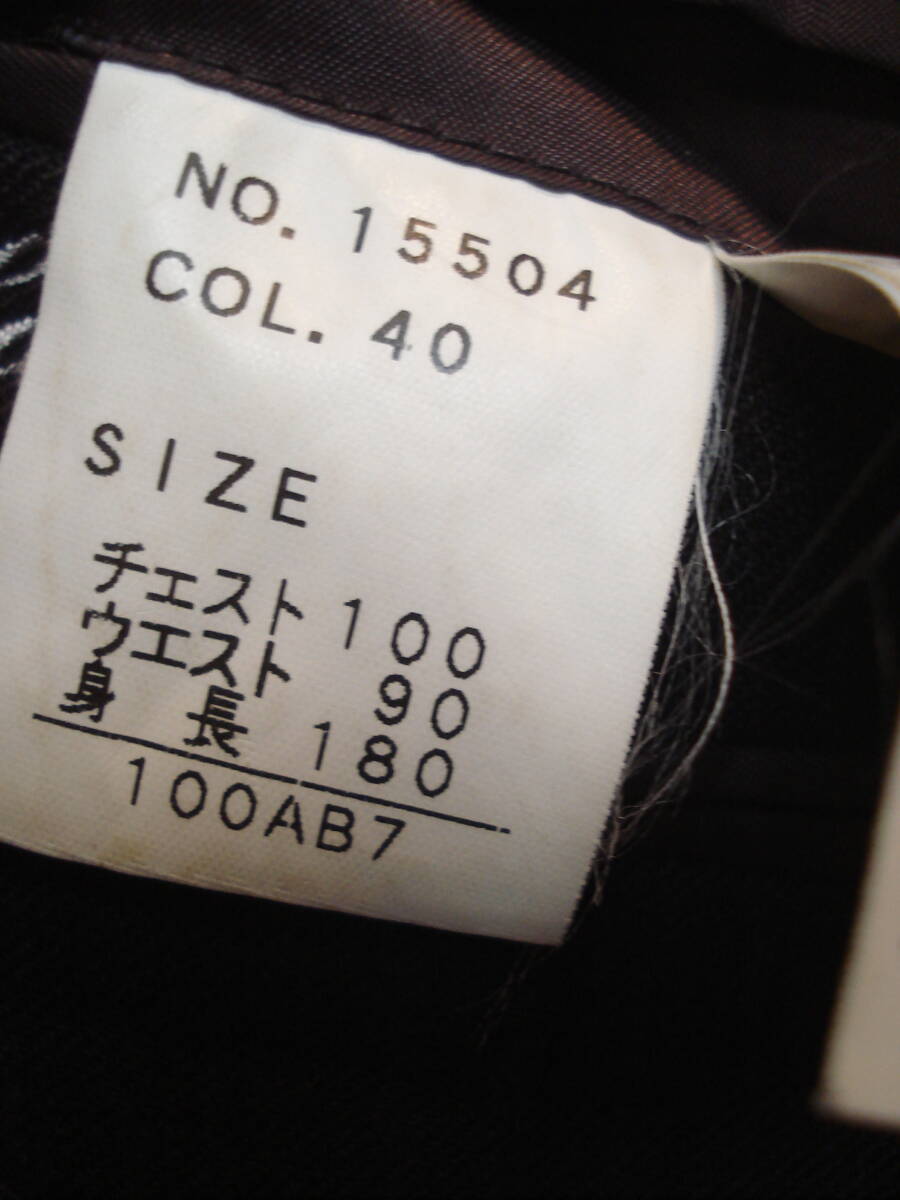 NO. 15504
COL. 40
SIZE
チェスト 100
ウエスト 90
身 長 180
100AB7